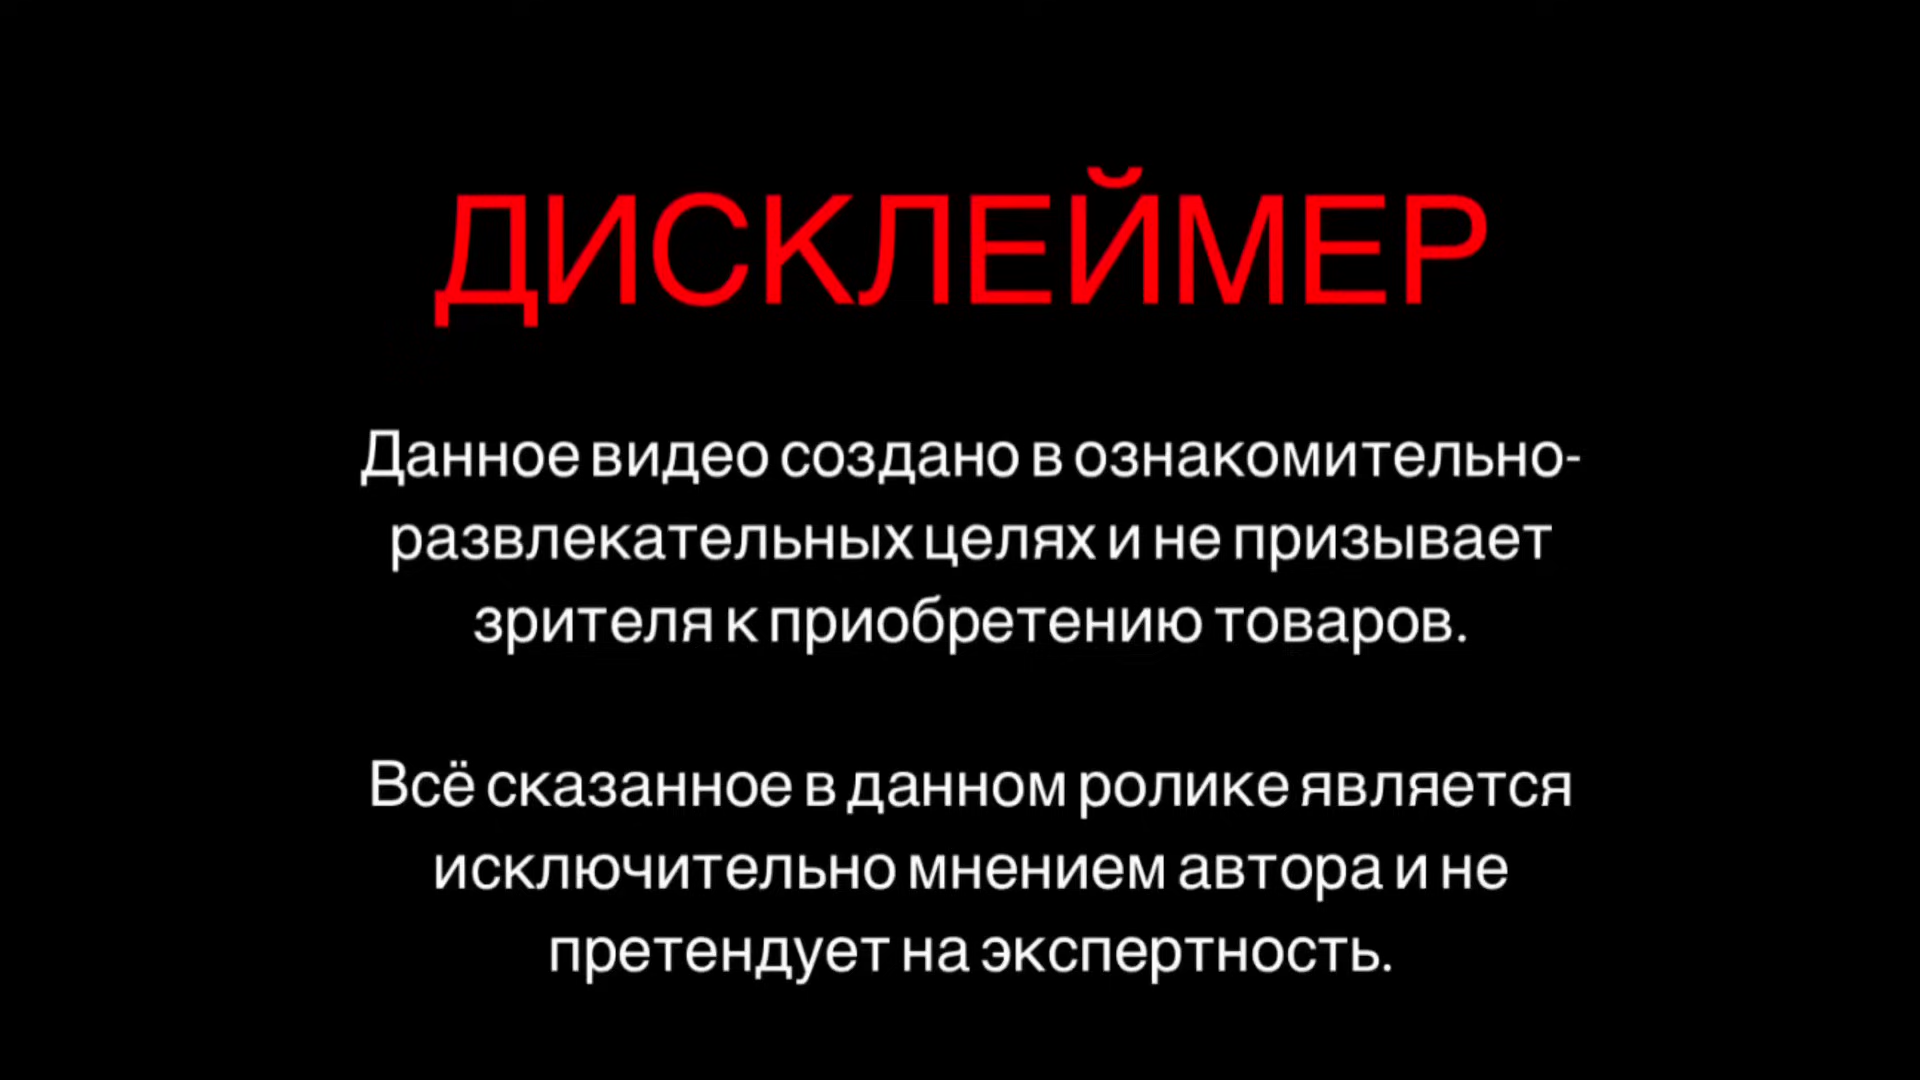 ДИСКЛЕЙМЕР
Данное видео создано в ознакомительно-
развлекательных целях и не призывает
зрителя к приобретению товаров.
Всё сказанное в данном ролике является
исключительно мнением автора и не
претендует на экспертность.